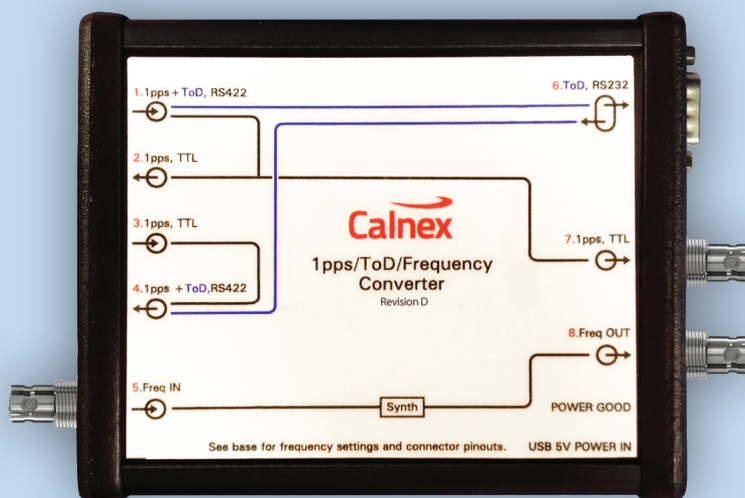 1.1pps + ToD, RS422
6.ToD, RS232
2.1pps, TTL
3.1pps, TTL
Calnex
7.1pps, TTL
1pps/ToD/Frequency
Converter
4.1pps +ToD,RS422
Revision D
8.Freq OUT
5.Freq IN
Synth
POWER GOOD
See base for frequency settings and connector pinouts.
USB 5V POWER IN